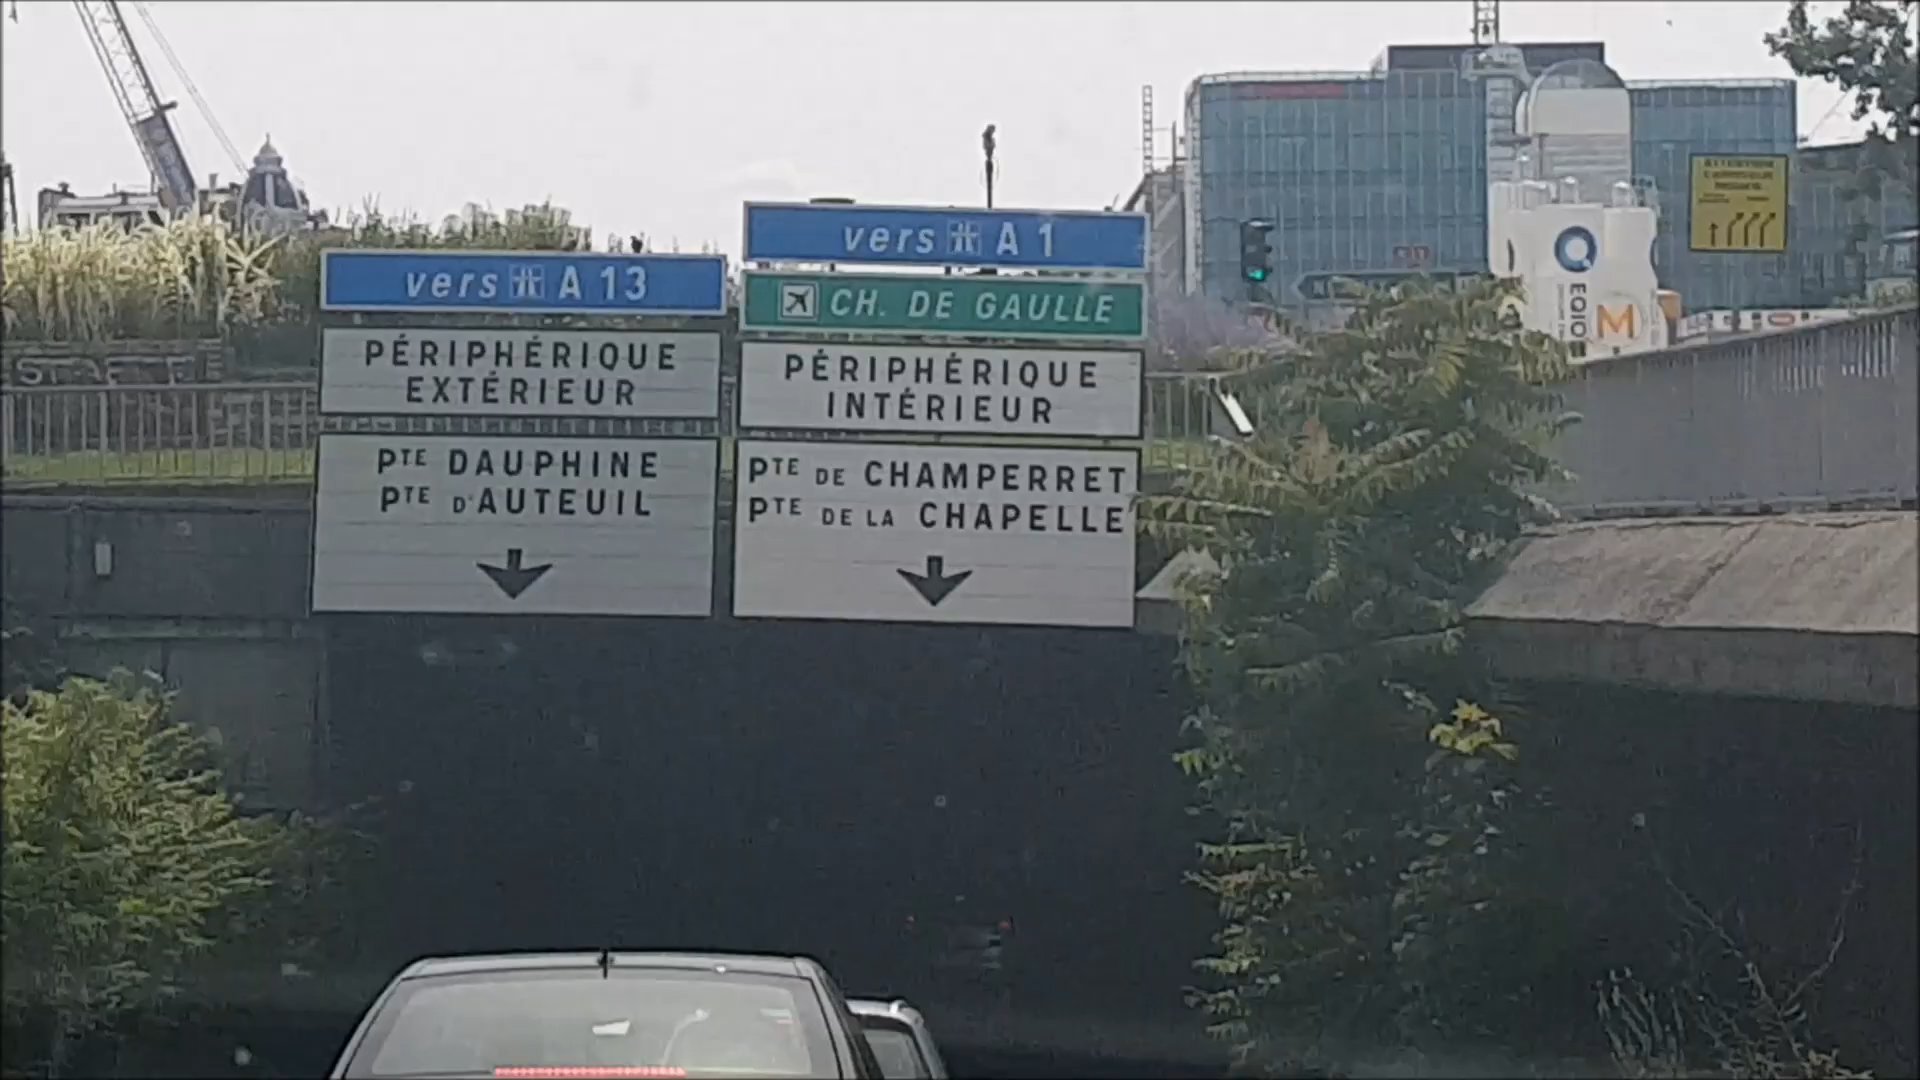 vers A 13
PÉRIPHÉRIQUE
EXTÉRIEUR
PTE DAUPHINE
PTE D'AUTEUIL
vers A 1
CH. DE GAULLE
PÉRIPHÉRIQUE
INTÉRIEUR
PTE DE CHAMPERRET
PTE DE LA CHAPELLE
EQIOM